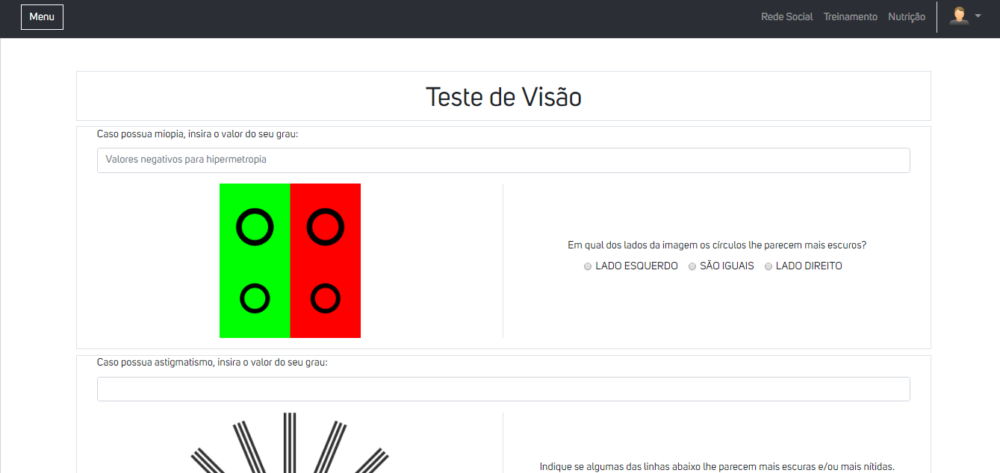 Menu
Rede Social Treinamento Nutrição
Teste de Visão
Caso possua miopia, insira o valor do seu grau:
Valores negativos para hipermetropia
Em qual dos lados da imagem os círculos lhe parecem mais escuros?
LADO ESQUERDO SÃO IGUAIS LADO DIREITO
Caso possua astigmatismo, insira o valor do seu grau:
Indique se algumas das linhas abaixo lhe parecem mais escuras e/ou mais nítidas.